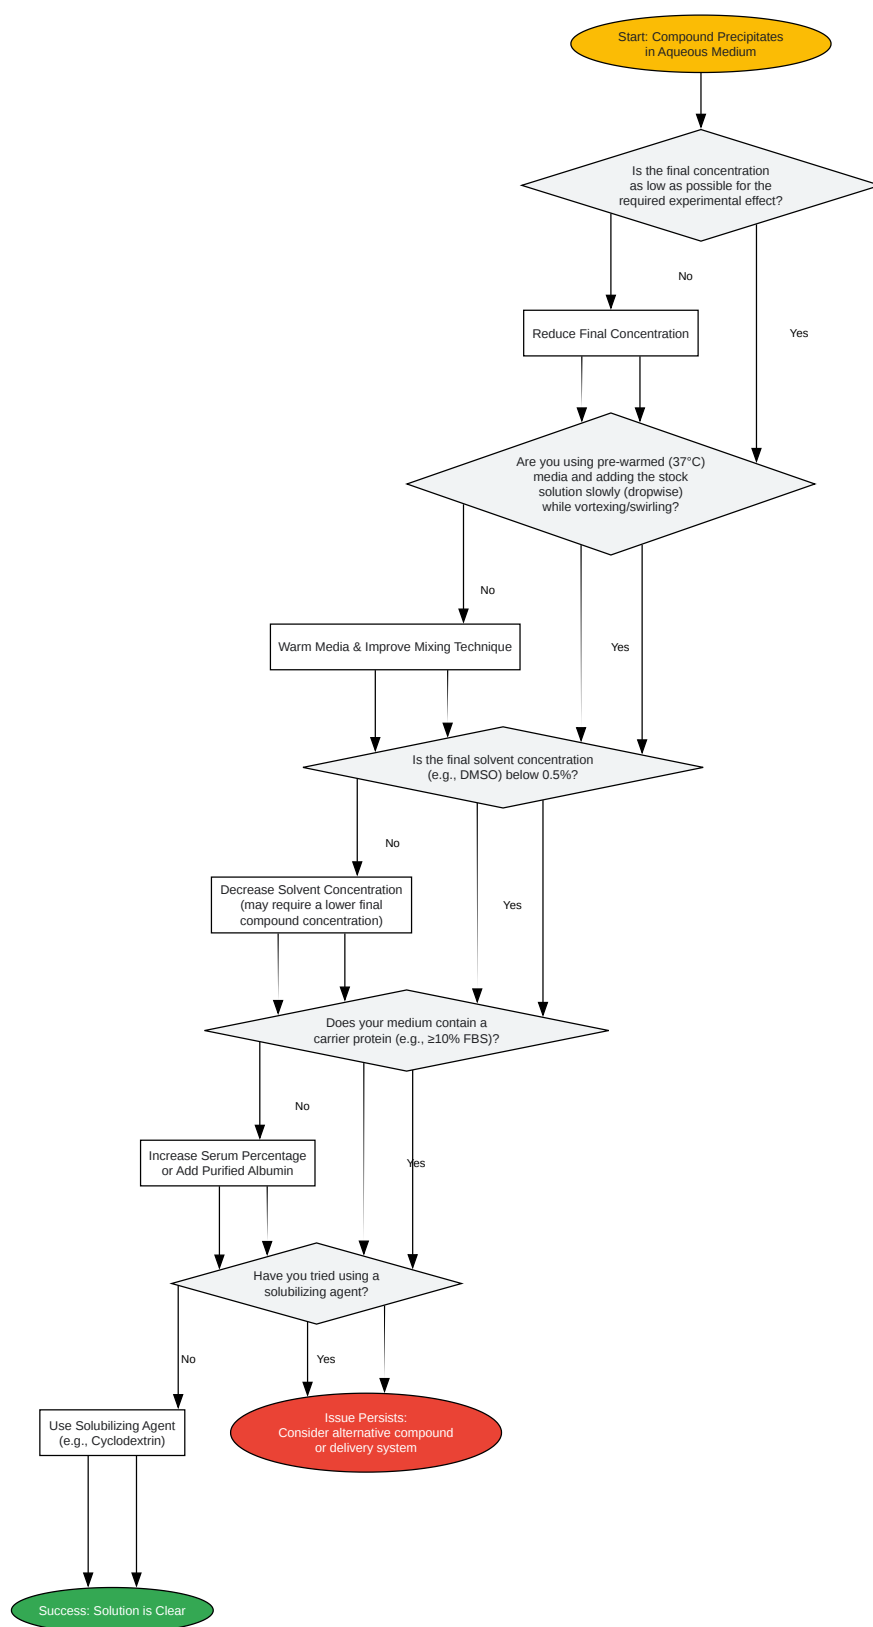 Start: Compound Precipitates
in Aqueous Medium
Is the final concentration
as low as possible for the
required experimental effect?
No
Reduce Final Concentration
Yes
Are you using pre-warmed (37°C)
media and adding the stock
solution slowly (dropwise)
while vortexing/swirling?
No
Warm Media & Improve Mixing Technique
Yes
Is the final solvent concentration
(e.g., DMSO) below 0.5%?
No
Decrease Solvent Concentration
(may require a lower final
compound concentration)
Yes
Does your medium contain a
carrier protein (e.g., ≥10% FBS)?
No
Increase Serum Percentage
or Add Purified Albumin
Yes
Have you tried using a
solubilizing agent?
No
Yes
Use Solubilizing Agent
(e.g., Cyclodextrin)
Issue Persists:
Consider alternative compound
or delivery system
Success: Solution is Clear